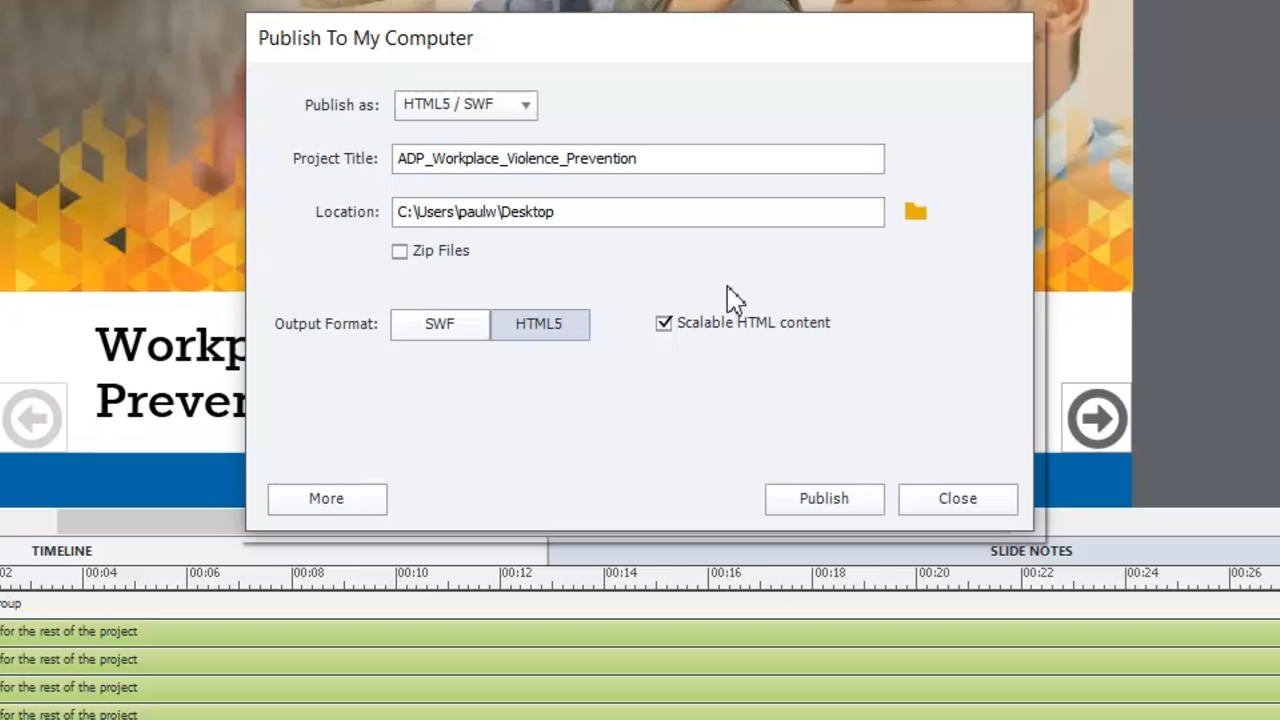 Publish To My Computer
Publish as: HTML5 / SWF
Project Title: ADP_Workplace_Violence_Prevention
Location: C:\Users\paulw\Desktop
Zip Files
Output Format: SWF HTML5 Scalable HTML content
Workp
Preven
More Publish Close
TIMELINE SLIDE NOTES
02 00:04 00:06 00:08 00:10 00:12 00:14 00:16 00:18 00:20 00:22 00:24 00:26
roup
for the rest of the project
for the rest of the project
for the rest of the project
for the rest of the project